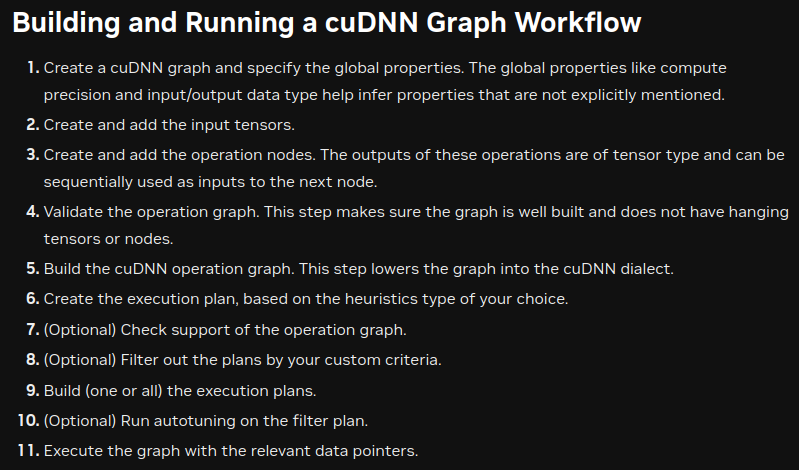 Building and Running a cuDNN Graph Workflow
1. Create a cuDNN graph and specify the global properties. The global properties like compute
precision and input/output data type help infer properties that are not explicitly mentioned.
2. Create and add the input tensors.
3. Create and add the operation nodes. The outputs of these operations are of tensor type and can be
sequentially used as inputs to the next node.
4. Validate the operation graph. This step makes sure the graph is well built and does not have hanging
tensors or nodes.
5. Build the cuDNN operation graph. This step lowers the graph into the cuDNN dialect.
6. Create the execution plan, based on the heuristics type of your choice.
7. (Optional) Check support of the operation graph.
8. (Optional) Filter out the plans by your custom criteria.
9. Build (one or all) the execution plans.
10. (Optional) Run autotuning on the filter plan.
11. Execute the graph with the relevant data pointers.